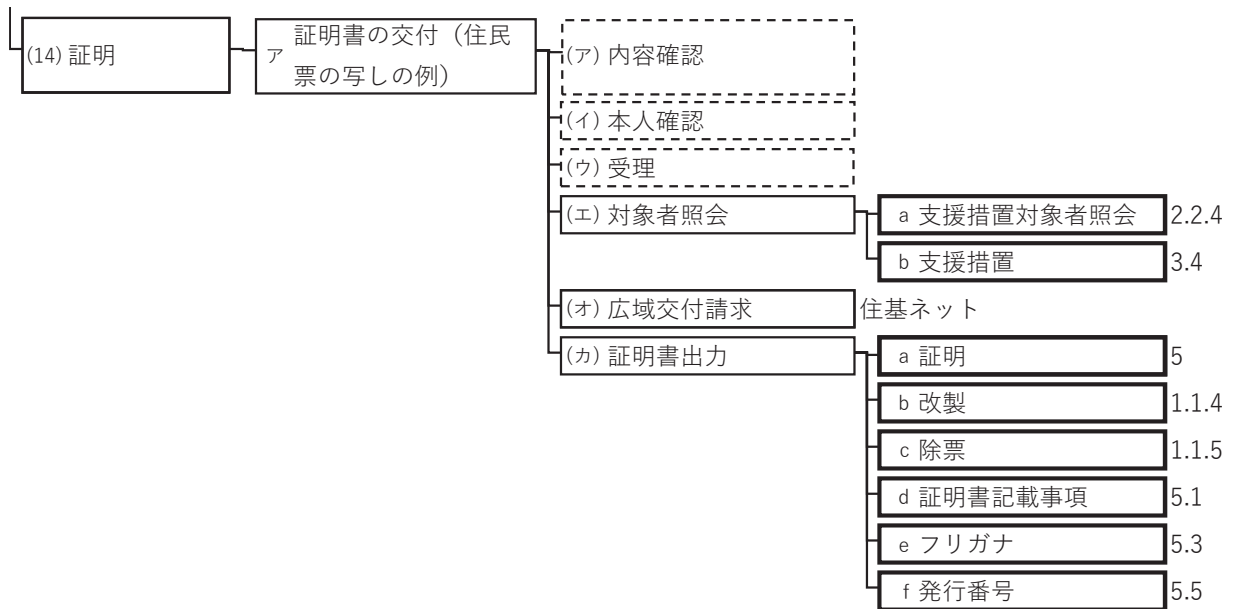 (14) 証明
ア 証明書の交付（住民
票の写しの例）
(ア) 内容確認
(イ) 本人確認
(ウ) 受理
(エ) 対象者照会
a 支援措置対象者照会 2.2.4
b 支援措置 3.4
(オ) 広域交付請求 住基ネット
(カ) 証明書出力
a 証明 5
b 改製 1.1.4
c 除票 1.1.5
d 証明書記載事項 5.1
e フリガナ 5.3
f 発行番号 5.5